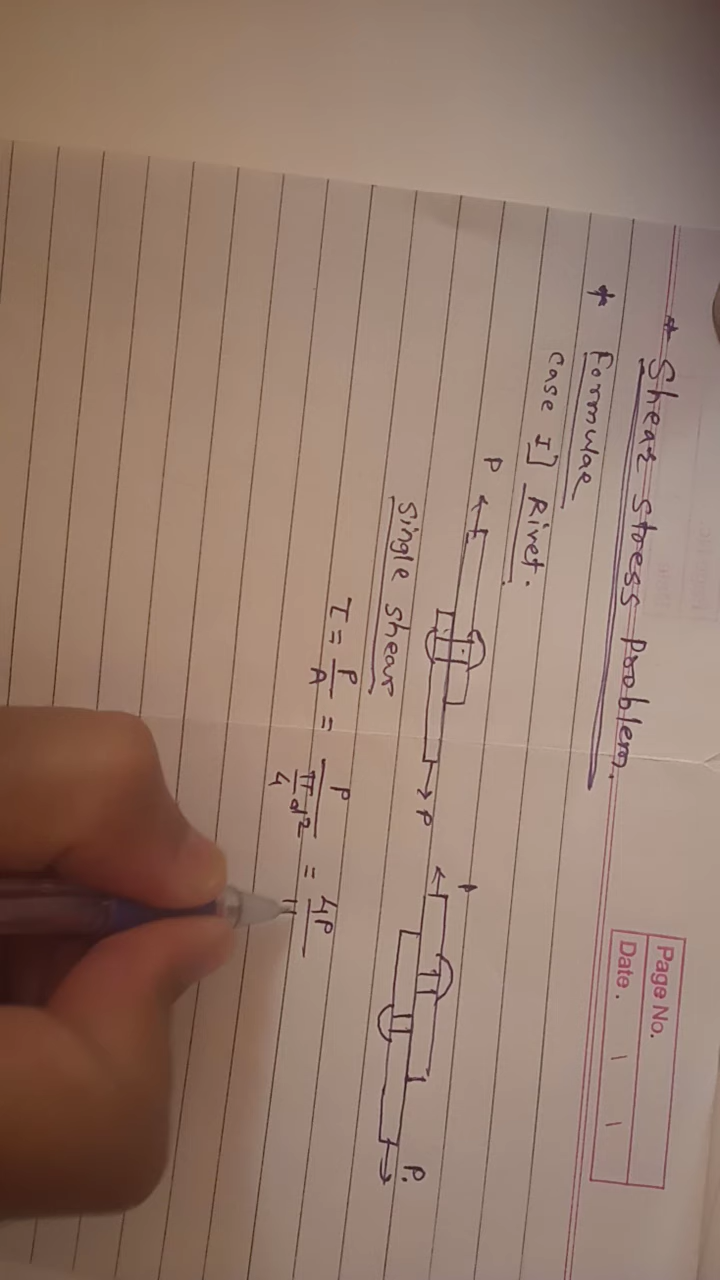 Page No.
Date.
* Shear stress problem.
* Formulae
Case I] Rivet.
P P P P.
Single shear
τ = P/A = P/(π/4 d²) = 4P/π